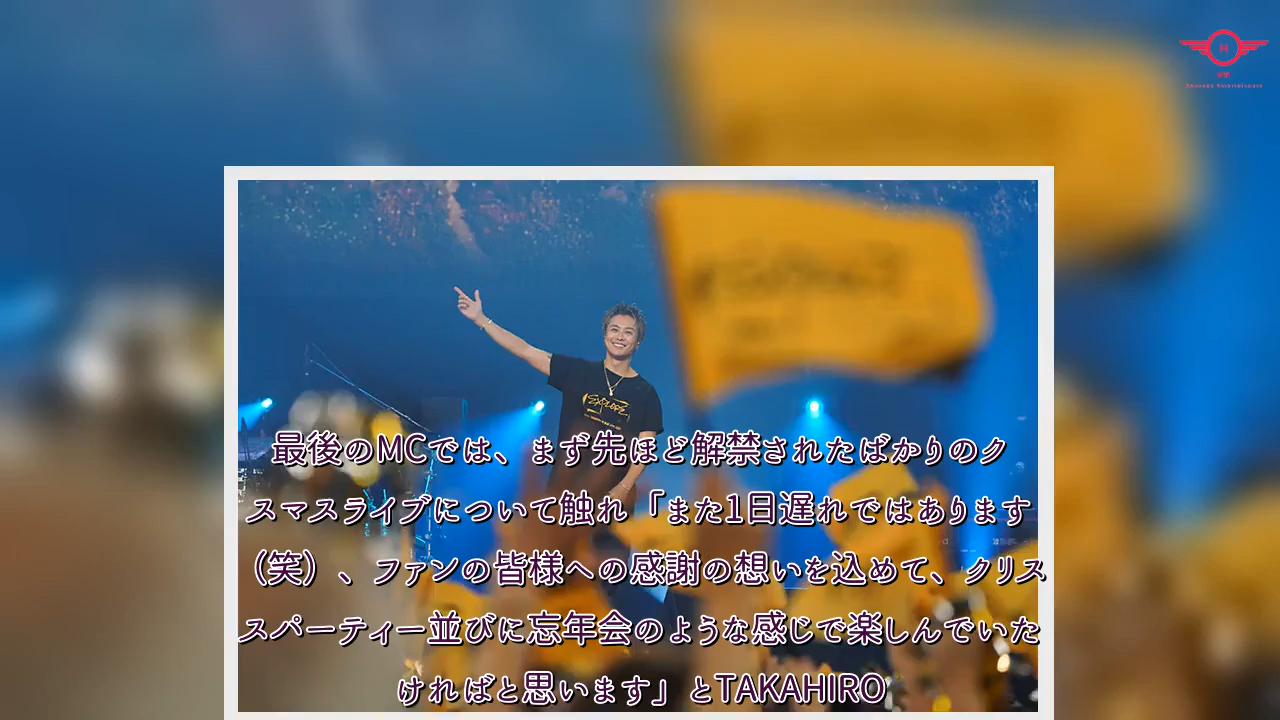 最後のMCでは、まず先ほど解禁されたばかりのク
スマスライブについて触れ「また1日遅れではあります
（笑）、ファンの皆様への感謝の想いを込めて、クリス
スパーティー並びに忘年会のような感じで楽しんでいた
ければと思います」とTAKAHIRO
EXPLORE
H